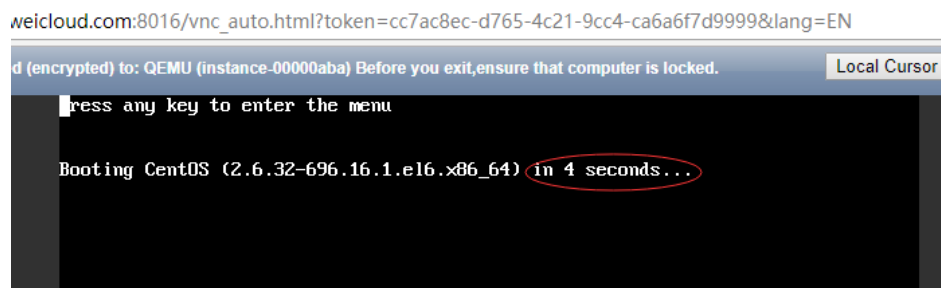 weicloud.com:8016/vnc_auto.html?token=cc7ac8ec-d765-4c21-9cc4-ca6a6f7d9999&lang=EN
d (encrypted) to: QEMU (instance-00000aba) Before you exit,ensure that computer is locked.
Local Cursor
ress any key to enter the menu
Booting CentOS (2.6.32-696.16.1.el6.x86_64) in 4 seconds...